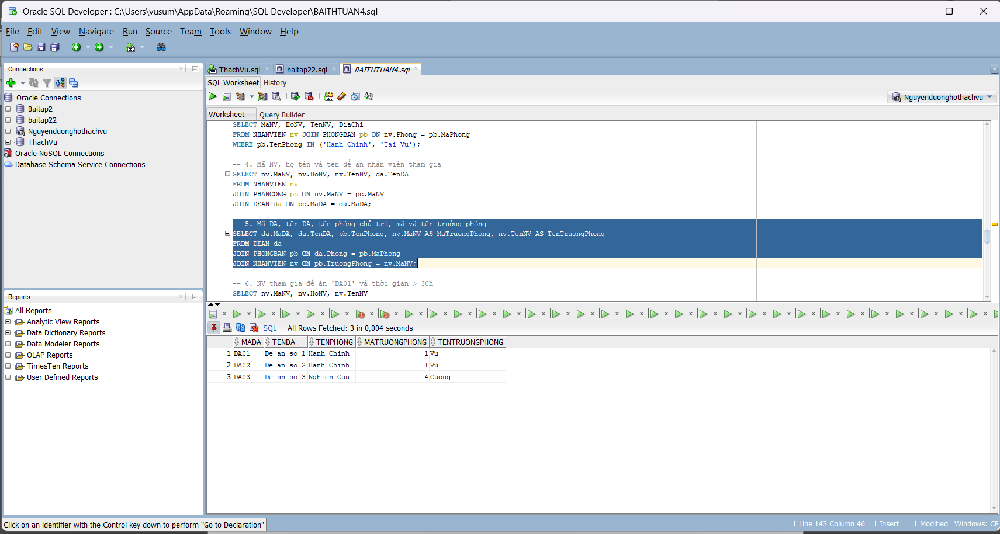 Oracle SQL Developer : C:\Users\vusum\AppData\Roaming\SQL Developer\BAITHTUAN4.sql
File Edit View Navigate Run Source Team Tools Window Help
Connections
Oracle Connections
Baitap2
baitap22
Nguyenduonghothachvu
ThachVu
Oracle NoSQL Connections
Database Schema Service Connections
Reports
All Reports
Analytic View Reports
Data Dictionary Reports
Data Modeler Reports
OLAP Reports
TimesTen Reports
User Defined Reports
ThachVu.sql baitap22.sql BAITHTUAN4.sql
SQL Worksheet History
Nguyenduonghothachvu
Worksheet Query Builder
SELECT MaNV, HoNV, TenNV, DiaChi
FROM NHANVIEN nv JOIN PHONGBAN pb ON nv.Phong = pb.MaPhong
WHERE pb.TenPhong IN ('Hanh Chinh', 'Tai Vu');
-- 4. Mã NV, họ tên và tên đề án nhân viên tham gia
SELECT nv.MaNV, nv.HoNV, nv.TenNV, da.TenDA
FROM NHANVIEN nv
JOIN PHANCONG pc ON nv.MaNV = pc.MaNV
JOIN DEAN da ON pc.MaDA = da.MaDA;
-- 5. Mã DA, tên DA, tên phòng chủ trì, mã và tên trưởng phòng
SELECT da.MaDA, da.TenDA, pb.TenPhong, nv.MaNV AS MaTruongPhong, nv.TenNV AS TenTruongPhong
FROM DEAN da
JOIN PHONGBAN pb ON da.Phong = pb.MaPhong
JOIN NHANVIEN nv ON pb.TruongPhong = nv.MaNV;
-- 6. NV tham gia đề án 'DA01' và thời gian > 30h
SELECT nv.MaNV, nv.HoNV, nv.TenNV
SQL All Rows Fetched: 3 in 0,004 seconds
MADA TENDA TENPHONG MATRUONGPHONG TENTRUONGPHONG
1 DA01 De an so 1 Hanh Chinh 1 Vu
2 DA02 De an so 2 Hanh Chinh 1 Vu
3 DA03 De sn so 3 Nghien Cuu 4 Cuong
Click on an identifier with the Control key down to perform "Go to Declaration"
Line 143 Column 46 Insert Modified Windows: CR